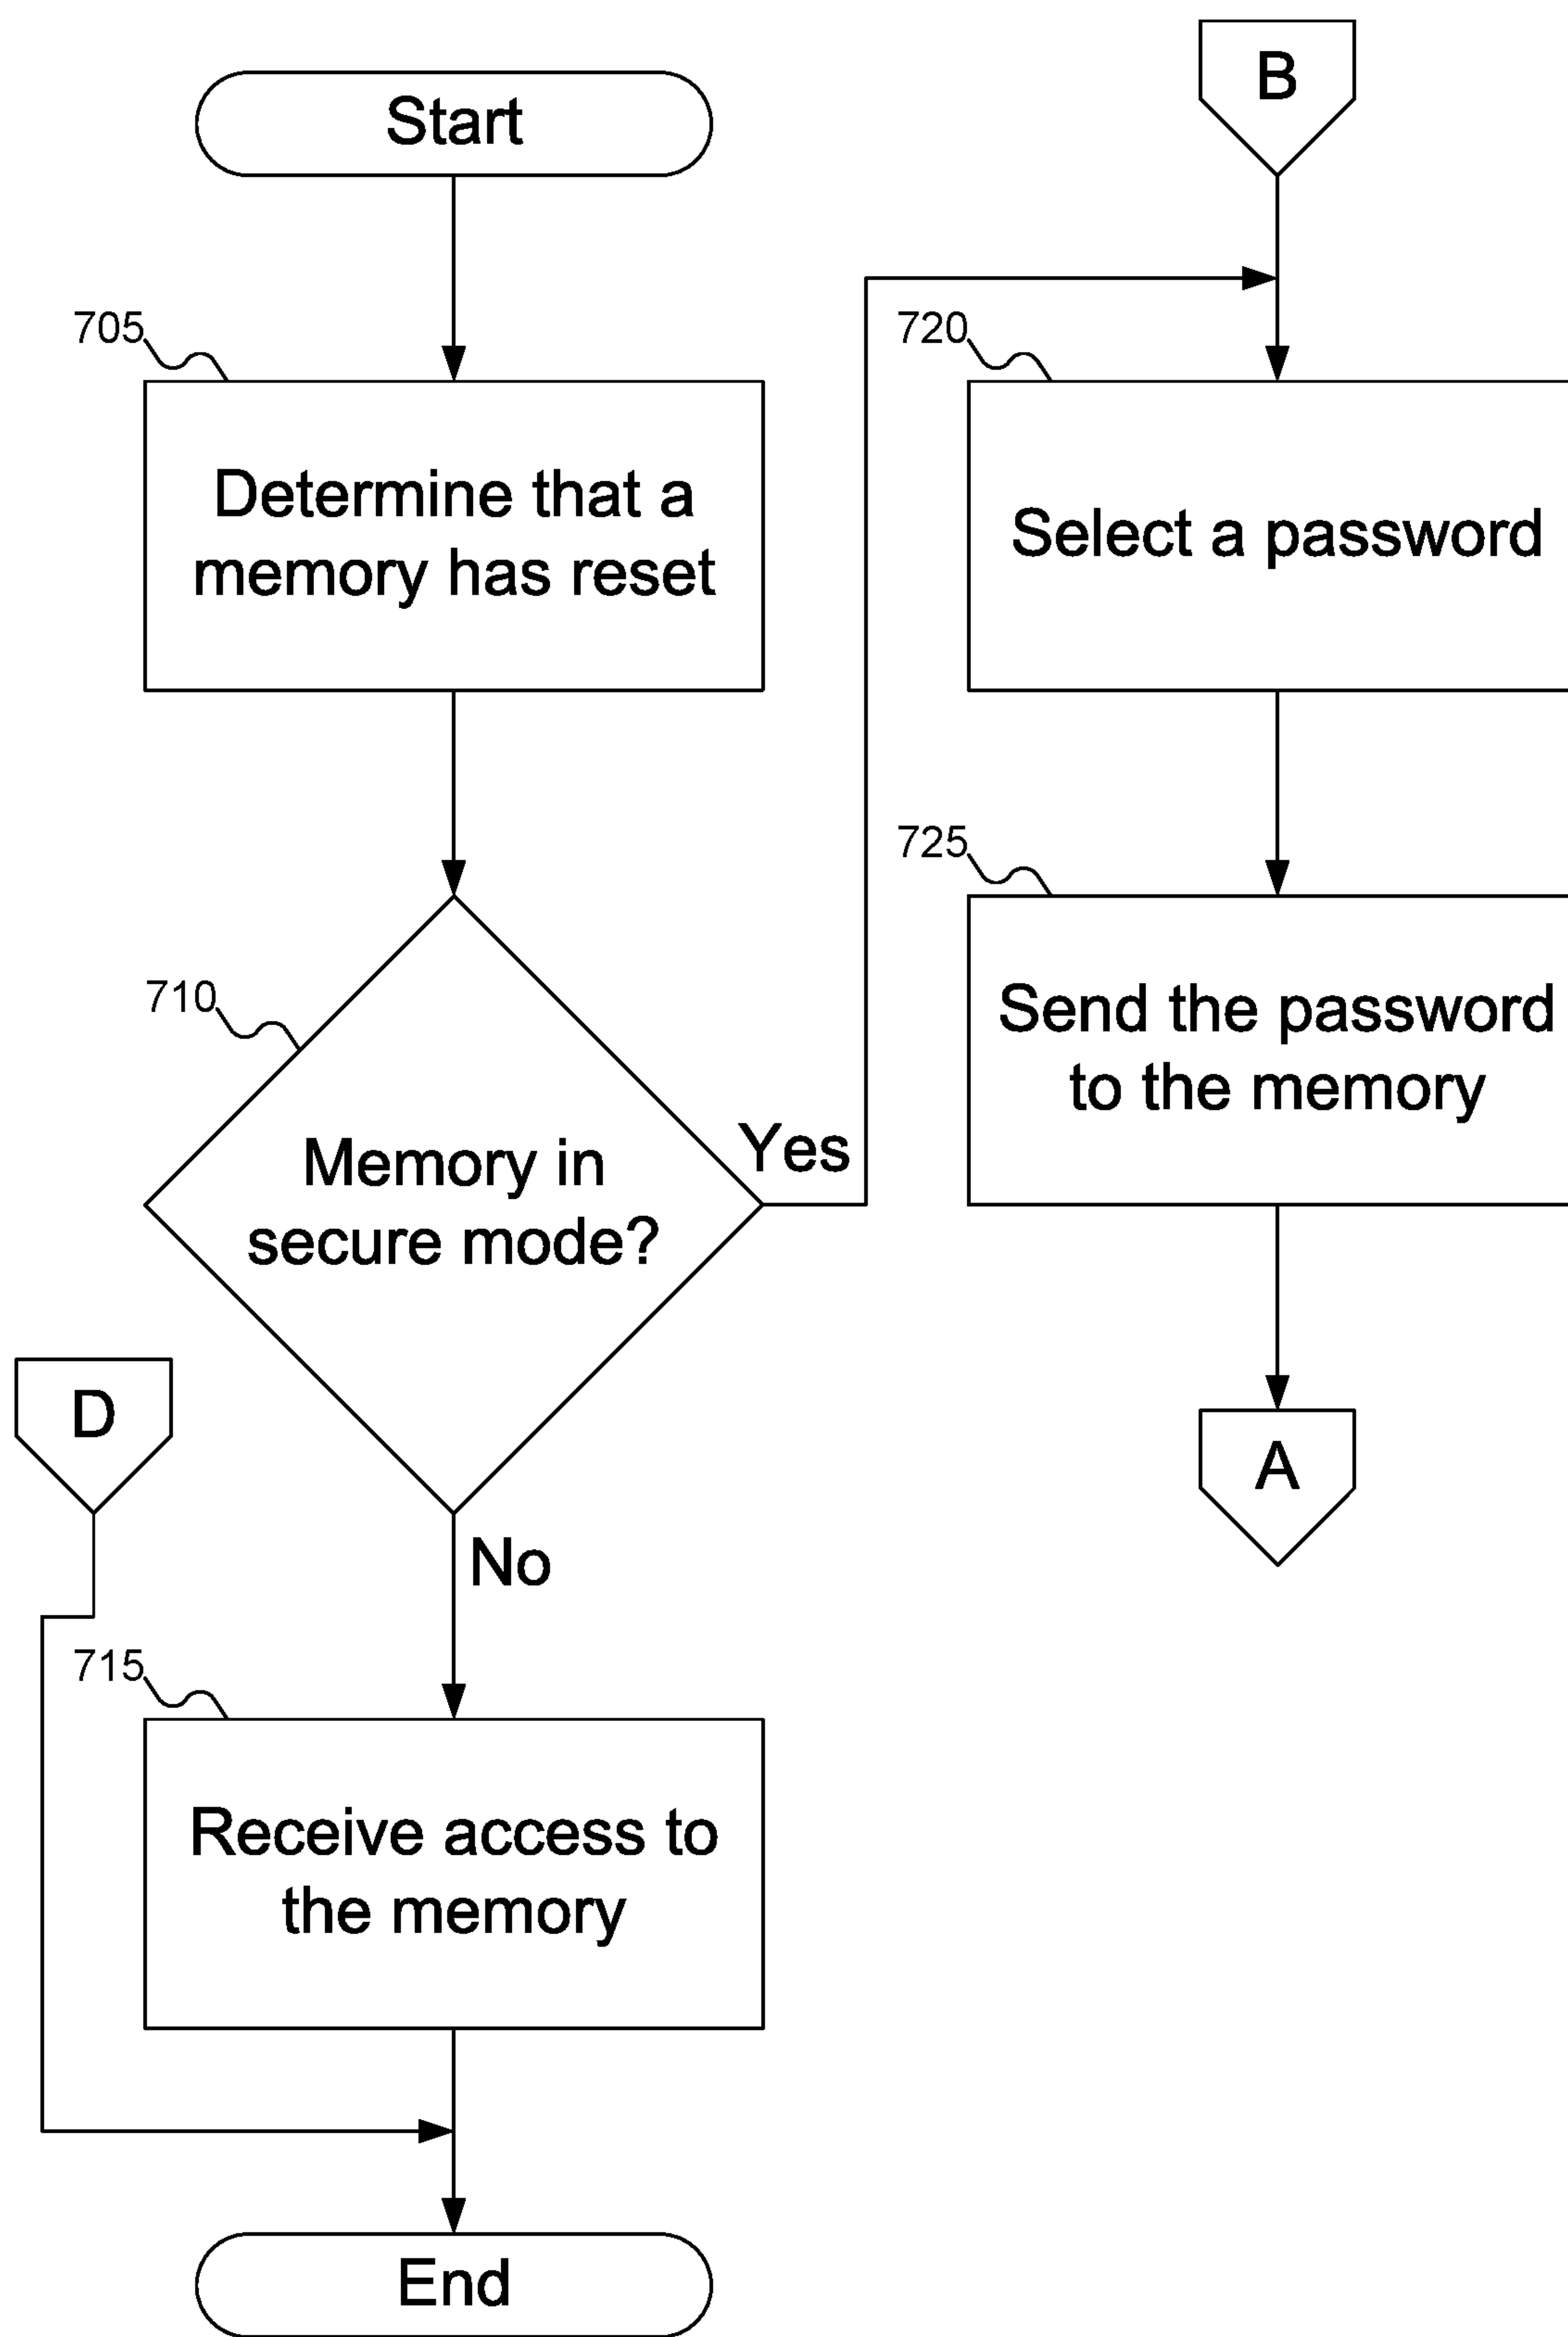 Start
705
Determine that a
memory has reset
710
Memory in
secure mode?
Yes
No
D
715
Receive access to
the memory
End
B
720
Select a password
725
Send the password
to the memory
A